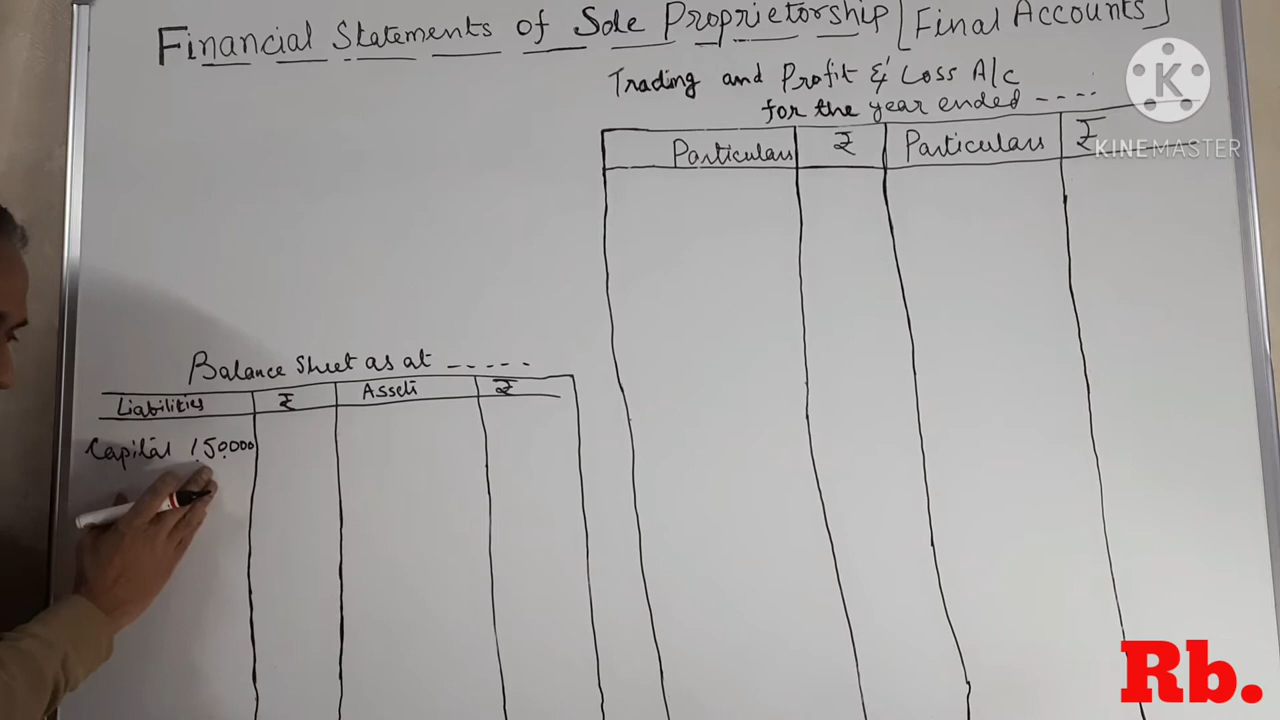 Financial Statements of Sole Proprietorship [Final Accounts]
Trading and Profit & Loss A/c
for the year ended ----
Particulars ₹ Particulars ₹
KINEMASTER
Balance Sheet as at -----
Liabilities ₹ Assets ₹
Capital 150000
Rb.